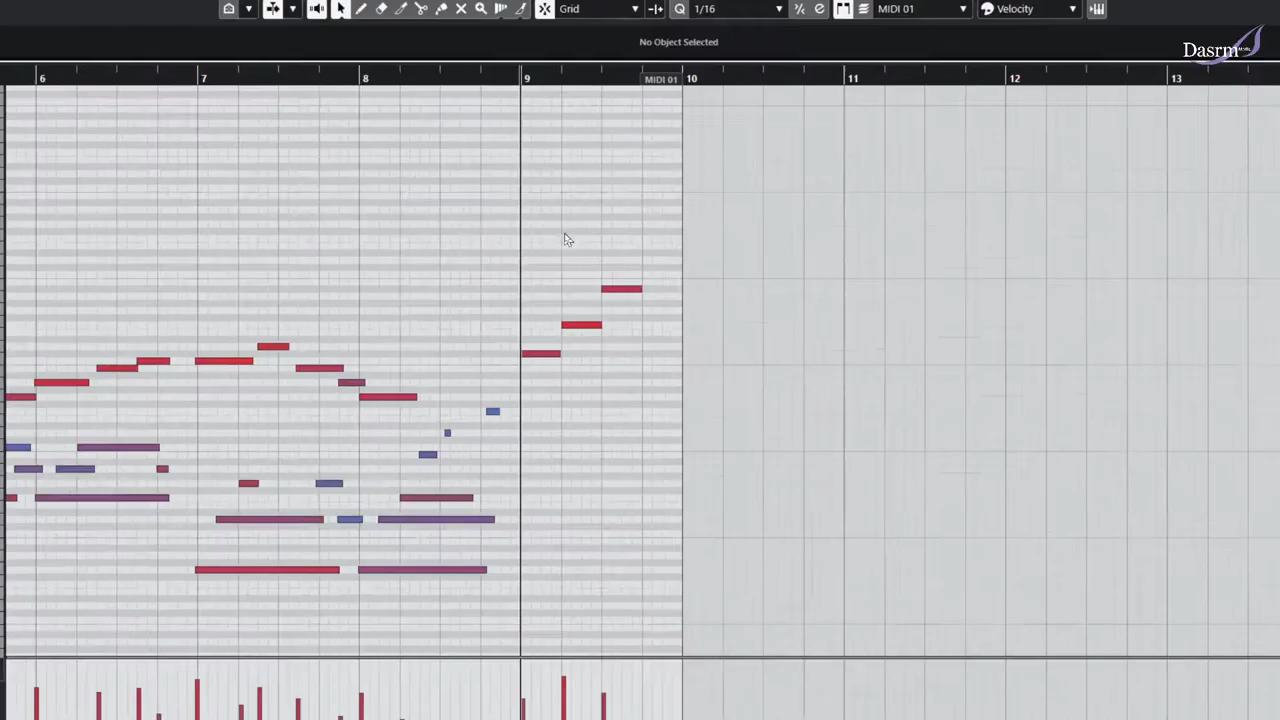 Grid 1/16 MIDI 01 Velocity
No Object Selected
Dasrm
6 7 8 9 MIDI 01 10 11 12 13